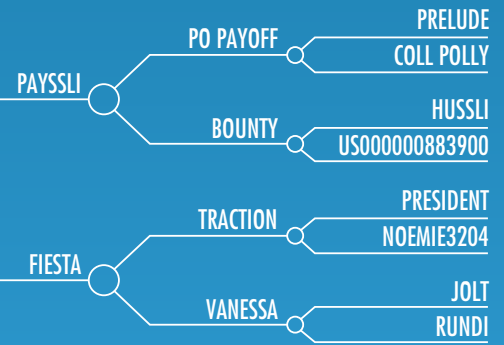 PRELUDE
PO PAYOFF
COLL POLLY
PAYSSLI
HUSSLI
BOUNTY
US000000883900
PRESIDENT
TRACTION
NOEMIE3204
FIESTA
JOLT
VANESSA
RUNDI